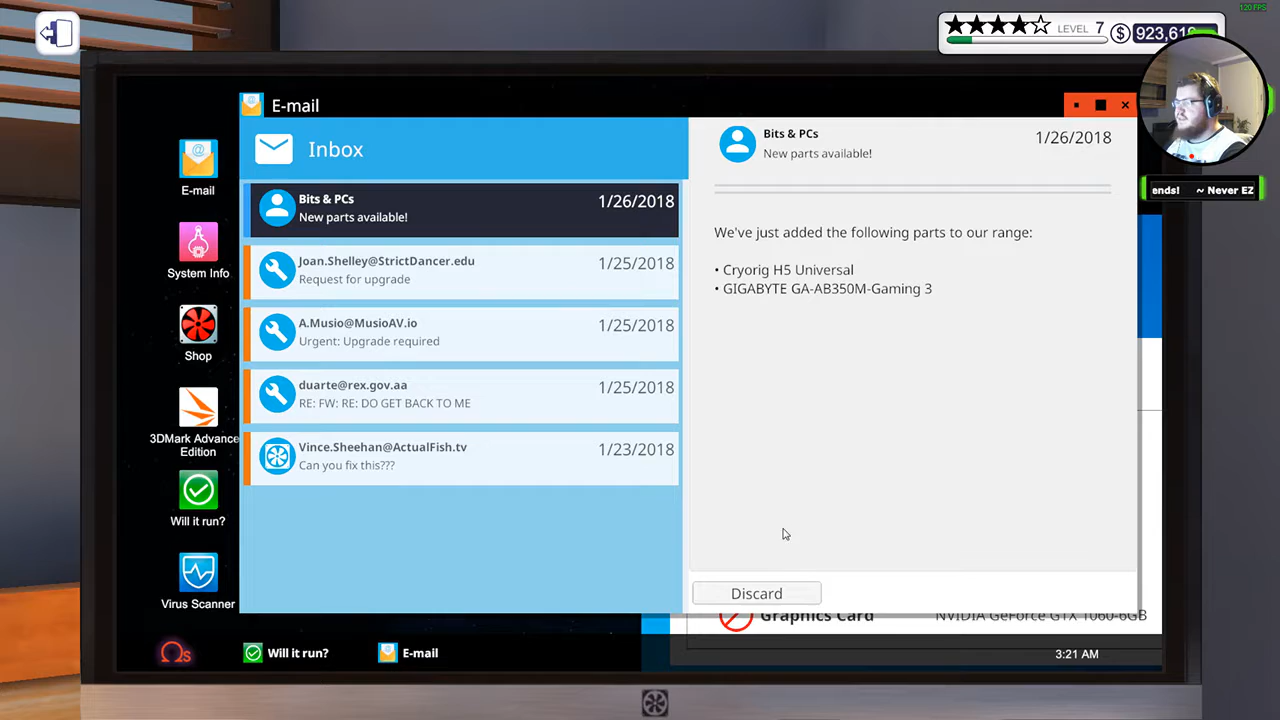 120 FPS
LEVEL 7
$
E-mail
Inbox
Bits & PCs
1/26/2018
New parts available!
Joan.Shelley@StrictDancer.edu
1/25/2018
Request for upgrade
A.Musio@MusioAV.io
1/25/2018
Urgent: Upgrade required
duarte@rex.gov.aa
1/25/2018
RE: FW: RE: DO GET BACK TO ME
Vince.Sheehan@ActualFish.tv
1/23/2018
Can you fix this???
Bits & PCs
1/26/2018
New parts available!
We've just added the following parts to our range:
• Cryorig H5 Universal
• GIGABYTE GA-AB350M-Gaming 3
Discard
Graphics Card
NVIDIA GeForce GTX 1060-6GB
E-mail
System Info
Shop
3DMark Advance
Edition
Will it run?
Virus Scanner
Ωs
Will it run?
E-mail
3:21 AM
ends! ~ Never EZ